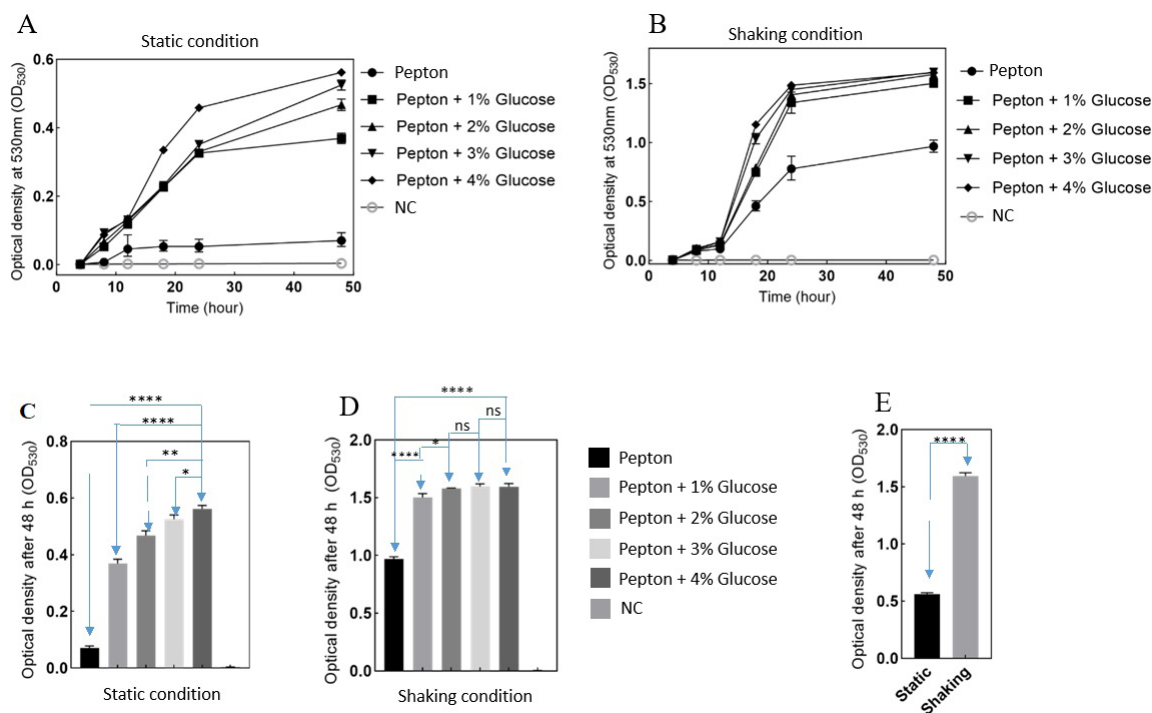 A
Static condition
Optical density at 530nm (OD530)
0.6
0.4
0.2
0.0
0
10
20
30
40
50
Time (hour)
Pepton
Pepton + 1% Glucose
Pepton + 2% Glucose
Pepton + 3% Glucose
Pepton + 4% Glucose
NC
B
Shaking condition
Optical density at 530nm (OD530)
1.5
1.0
0.5
0.0
0
10
20
30
40
50
Time (hour)
Pepton
Pepton + 1% Glucose
Pepton + 2% Glucose
Pepton + 3% Glucose
Pepton + 4% Glucose
NC
C
****
****
**
*
Optical density after 48 h (OD530)
0.8
0.6
0.4
0.2
0.0
Static condition
D
****
ns
ns
*
****
Optical density after 48 h (OD530)
2.0
1.5
1.0
0.5
0.0
Shaking condition
Pepton
Pepton + 1% Glucose
Pepton + 2% Glucose
Pepton + 3% Glucose
Pepton + 4% Glucose
NC
E
****
Optical density after 48 h (OD530)
2.0
1.5
1.0
0.5
0.0
Static
Shaking